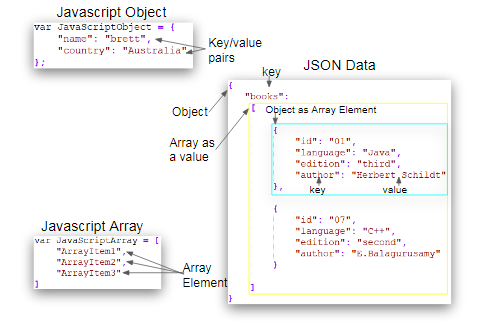 Javascript Object
var JavaScriptObject = {
"name": "brett",
"country": "Australia"
};
Key/value
pairs
JSON Data
key
Object
{
"books":
[
Object as Array Element
Array as
a value
{
"id": "01",
"language": "Java",
"edition": "third",
"author": "Herbert Schildt"
},
key
value
{
"id": "07",
"language": "C++",
"edition": "second",
"author": "E.Balagurusamy"
}
]
}
Javascript Array
var JavaScriptArray = [
"ArrayItem1",
"ArrayItem2",
"ArrayItem3"
]
Array
Element